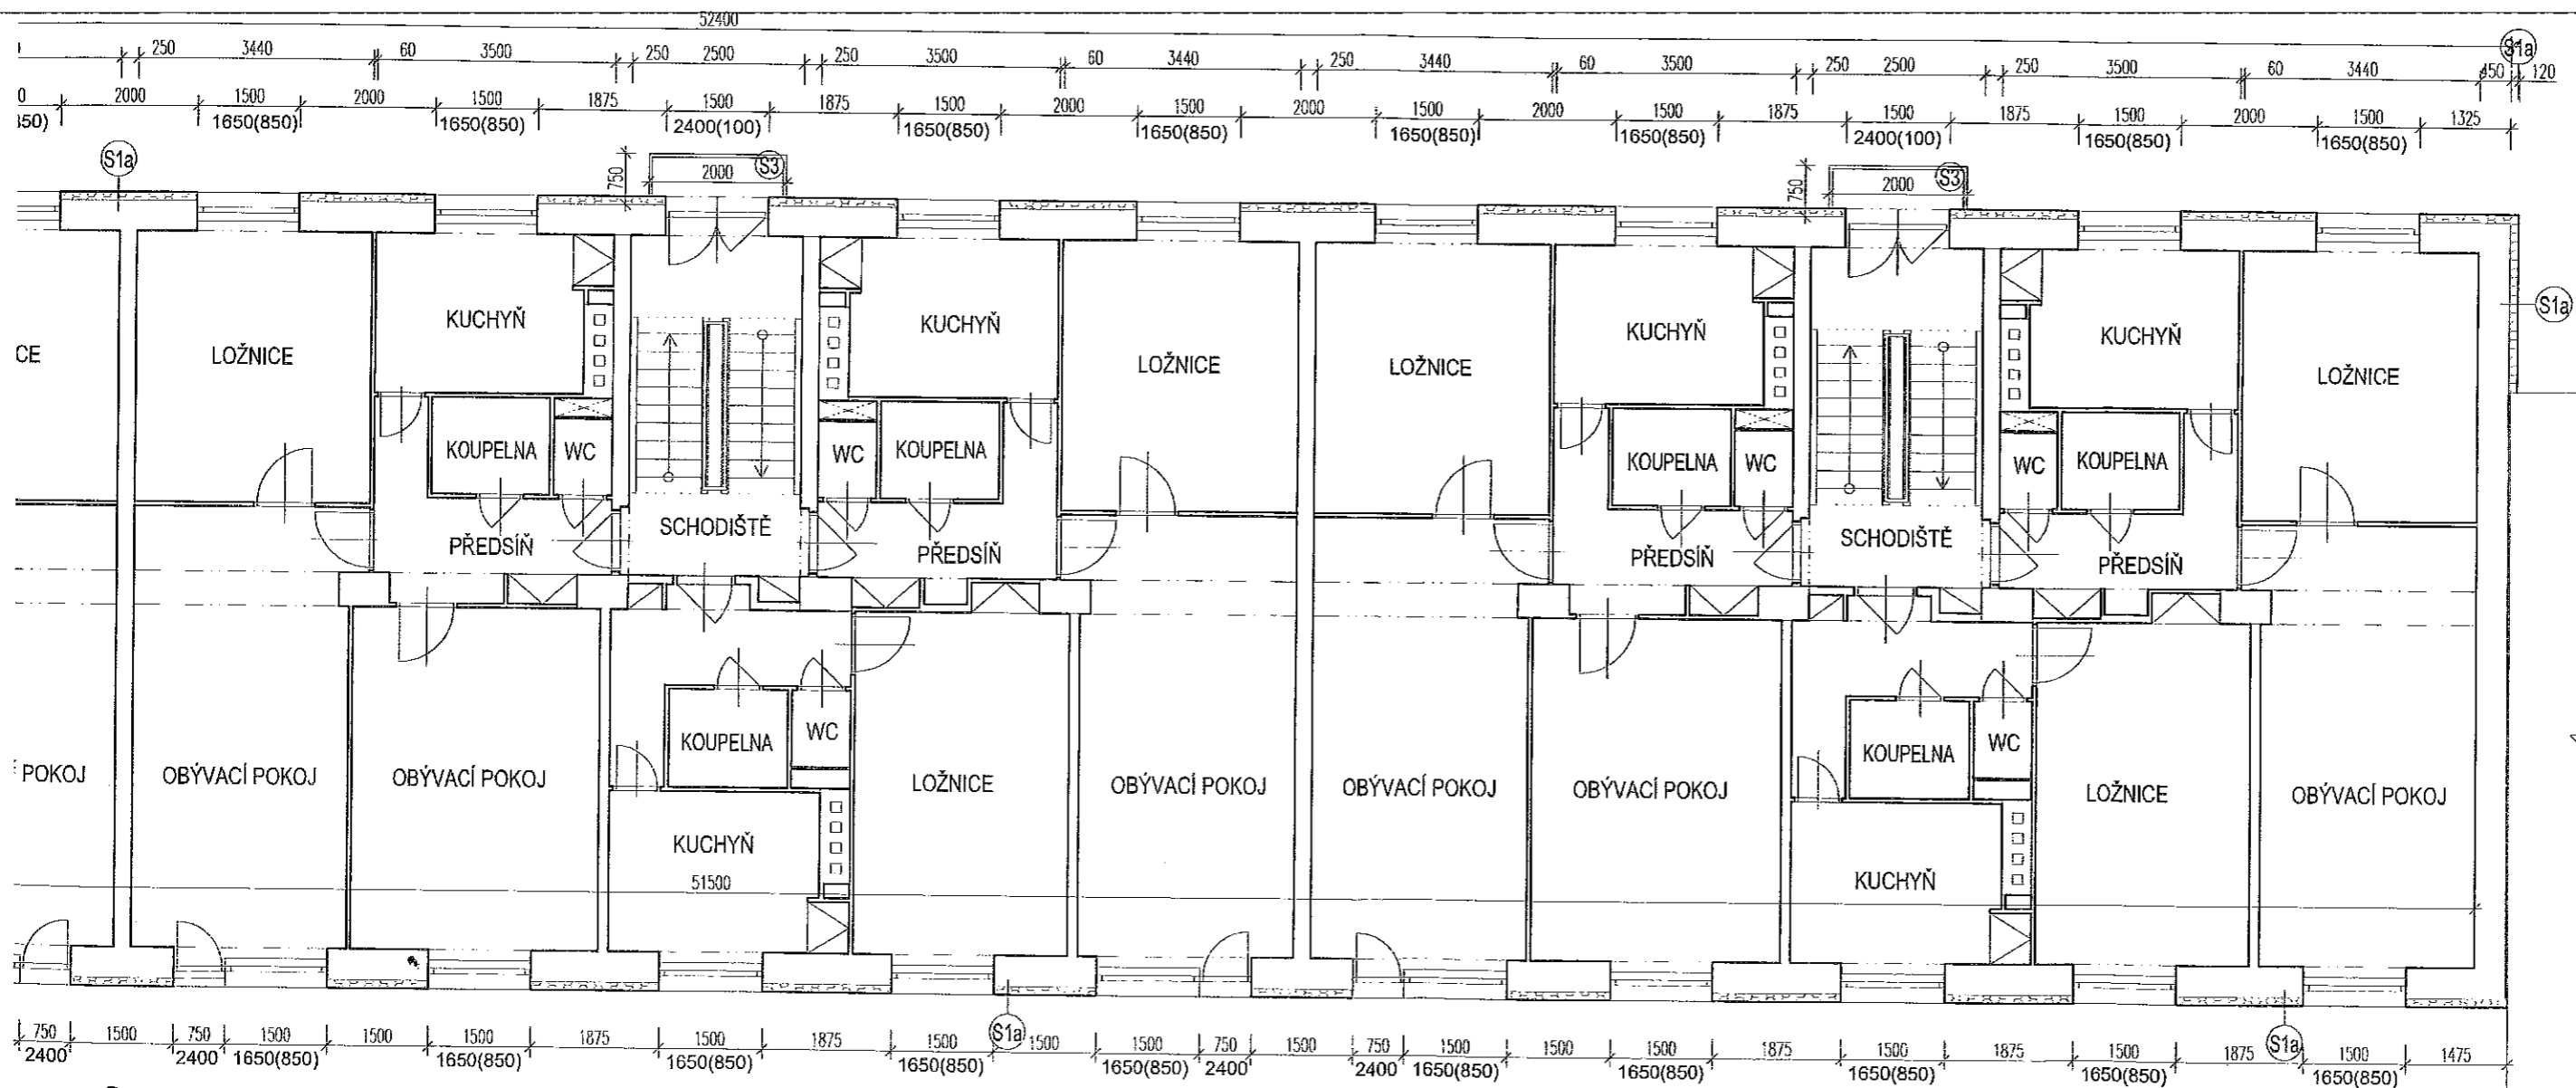 52400
250 3440 60 3500 250 2500 250 3500 60 3440 250 3440 60 3500 250 2500 250 3500 60 3440 450 120
S1a
0 2000 1500 2000 1500 1875 1500 1875 1500 2000 1500 2000 1500 2000 1500 1875 1500 1875 1500 2000 1500 1325
1650(850) 1650(850) 2400(100) 1650(850) 1650(850) 1650(850) 1650(850) 2400(100) 1650(850) 1650(850)
S1a 750 2000 S3 750 2000 S3
S1a
KUCHYŇ KUCHYŇ KUCHYŇ KUCHYŇ
CE LOŽNICE LOŽNICE LOŽNICE LOŽNICE
KOUPELNA WC WC KOUPELNA KOUPELNA WC WC KOUPELNA
SCHODIŠTĚ SCHODIŠTĚ
PŘEDSÍŇ PŘEDSÍŇ PŘEDSÍŇ PŘEDSÍŇ
KOUPELNA WC KOUPELNA WC
POKOJ OBÝVACÍ POKOJ OBÝVACÍ POKOJ LOŽNICE OBÝVACÍ POKOJ OBÝVACÍ POKOJ OBÝVACÍ POKOJ LOŽNICE OBÝVACÍ POKOJ
KUCHYŇ KUCHYŇ
51500
S1a S1a
750 1500 750 1500 1500 1500 1875 1500 1875 1500 1500 1500 750 1500 750 1500 1500 1500 1875 1500 1875 1500 1875 1500 1475
2400 2400 1650(850) 1650(850) 1650(850) 1650(850) 1650(850) 2400 2400 1650(850) 1650(850) 1650(850) 1650(850) 1650(850)